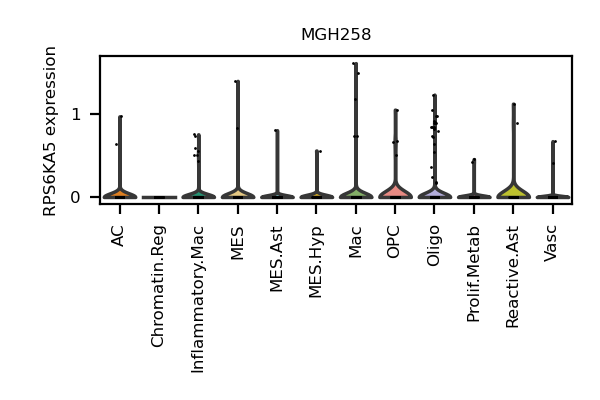 MGH258
RPS6KA5 expression
1
0
AC
Chromatin.Reg
Inflammatory.Mac
MES
MES.Ast
MES.Hyp
Mac
OPC
Oligo
Prolif.Metab
Reactive.Ast
Vasc